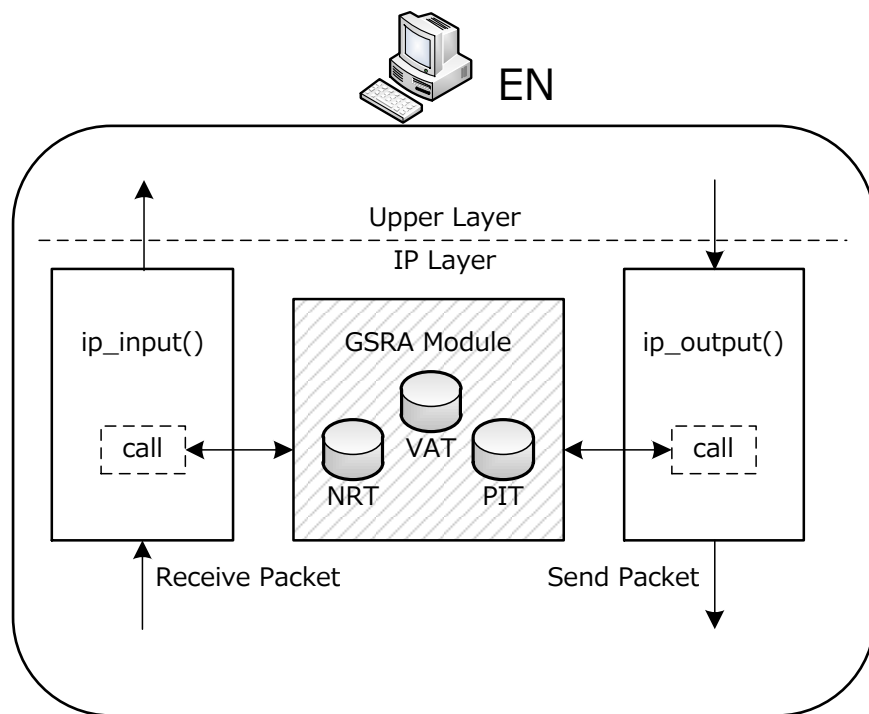 EN
Upper Layer
IP Layer
ip_input()
GSRA Module
ip_output()
call
VAT
call
NRT
PIT
Receive Packet
Send Packet